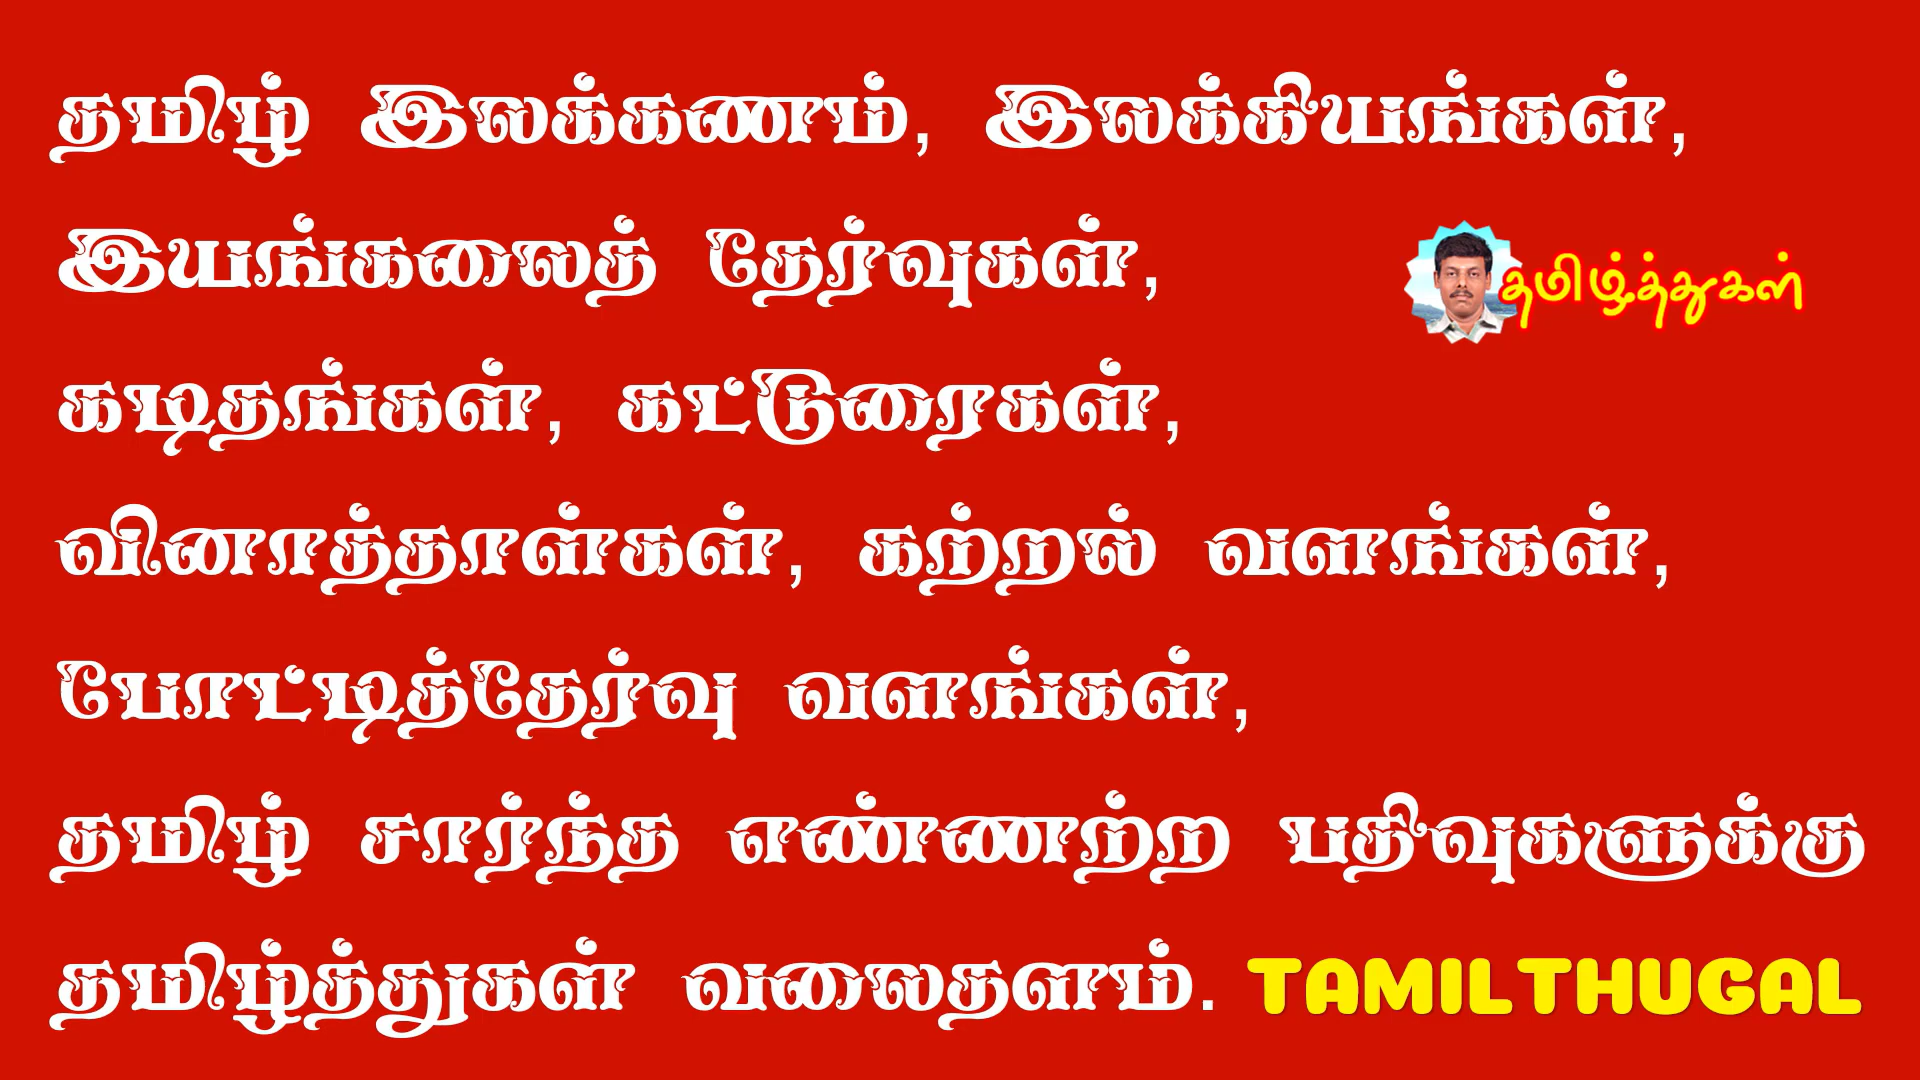 தமிழ் இலக்கணம், இலக்கியங்கள்,
இயங்கலைத் தேர்வுகள்,
தமிழ்த்துகள்
கடிதங்கள், கட்டுரைகள்,
வினாத்தாள்கள், கற்றல் வளங்கள்,
போட்டித்தேர்வு வளங்கள்,
தமிழ் சார்ந்த எண்ணற்ற பதிவுகளுக்கு
தமிழ்த்துகள் வலைதளம். TAMILTHUGAL